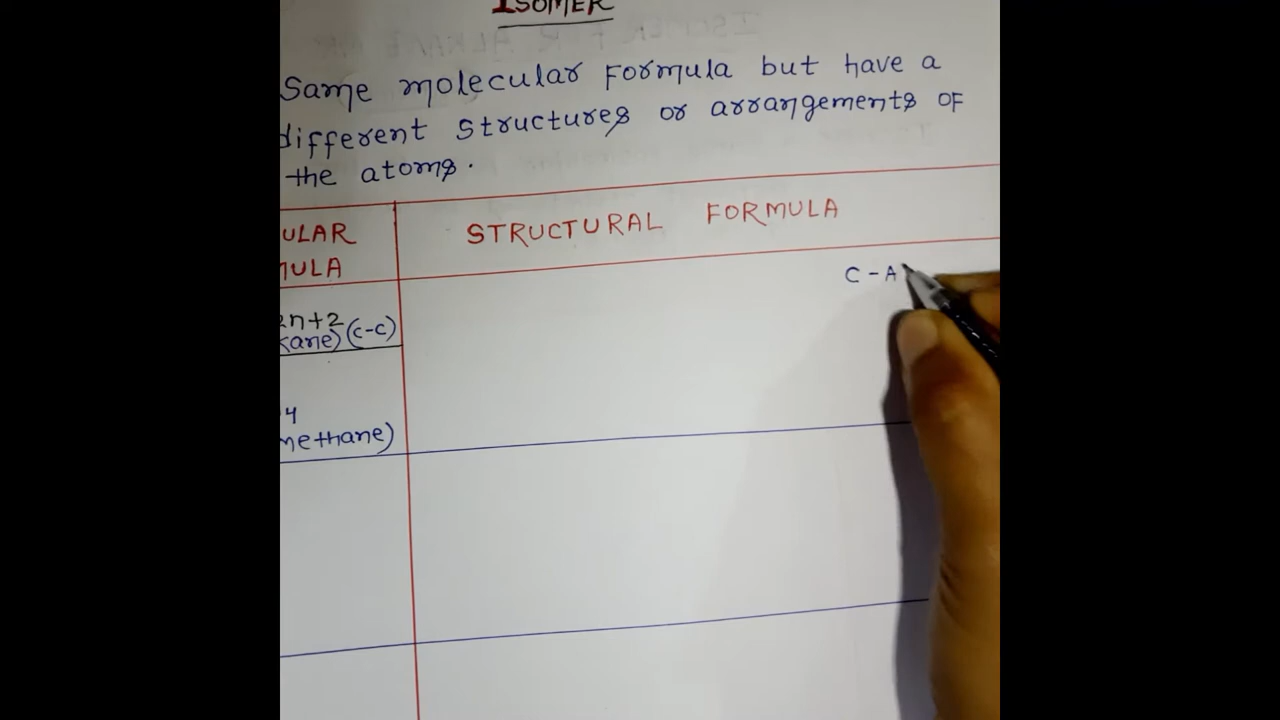 ISOMER
Same molecular Formula but have a
different structures or arrangements of
the atoms.
ULAR
MULA
STRUCTURAL FORMULA
C-A
2n+2
kane) (c-c)
4
methane)